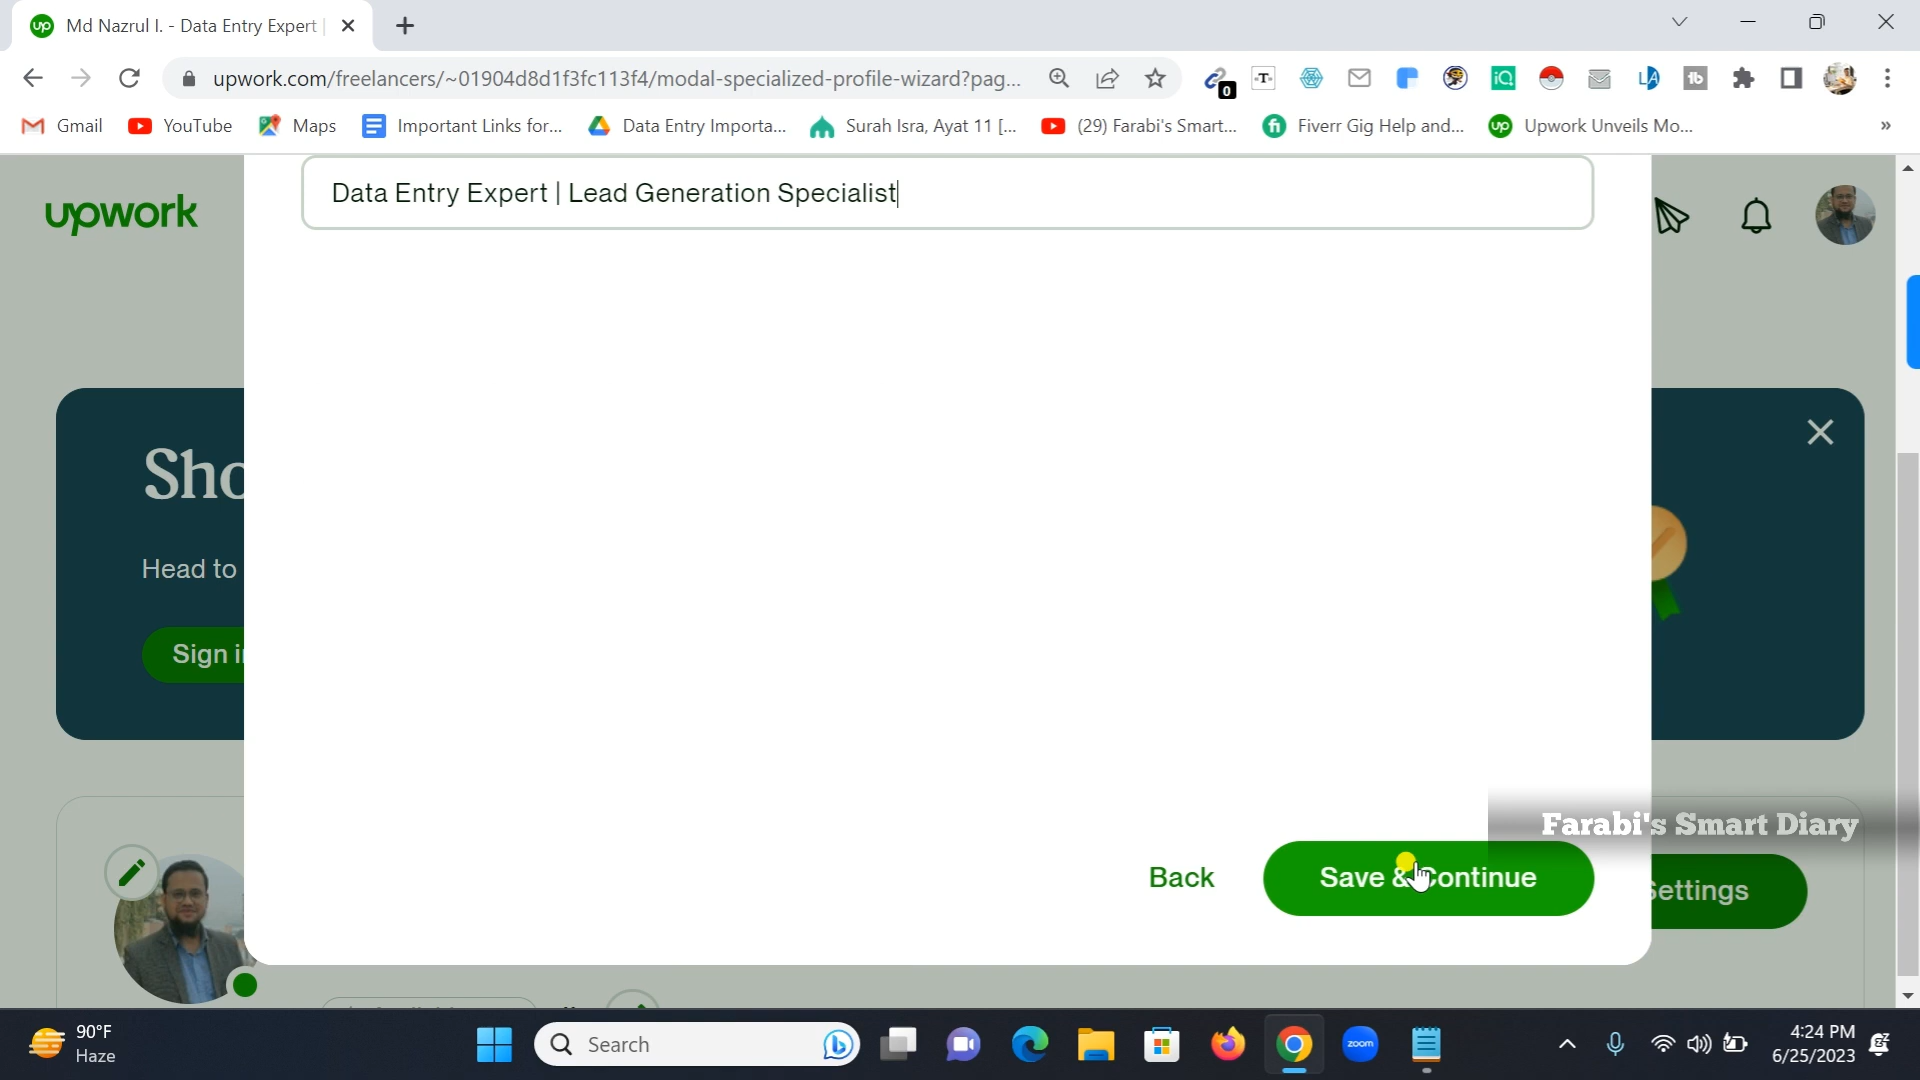 Md Nazrul I. - Data Entry Expert |
upwork.com/freelancers/~01904d8d1f3fc113f4/modal-specialized-profile-wizard?pag...
Gmail
YouTube
Maps
Important Links for...
Data Entry Importa...
Surah Isra, Ayat 11 [...
(29) Farabi's Smart...
Fiverr Gig Help and...
Upwork Unveils Mo...
»
upwork
Data Entry Expert | Lead Generation Specialist
Sho
Head to
Sign i
Back
Save & Continue
Settings
Farabi's Smart Diary
90°F
Haze
Search
zoom
4:24 PM
6/25/2023